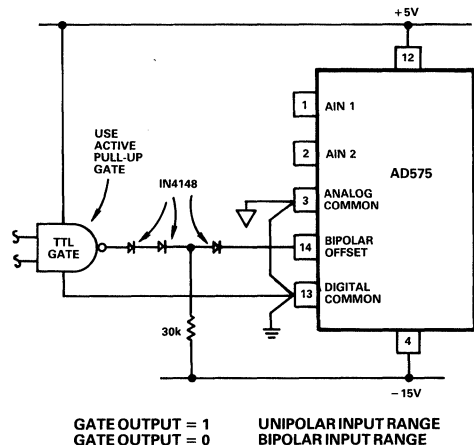 +5V
12
1 AIN 1
USE
ACTIVE
PULL-UP
GATE
2 AIN 2
AD575
IN4148
3 ANALOG
COMMON
TTL
GATE
14 BIPOLAR
OFFSET
13 DIGITAL
COMMON
30k
4
–15V
GATE OUTPUT = 1 UNIPOLAR INPUT RANGE
GATE OUTPUT = 0 BIPOLAR INPUT RANGE